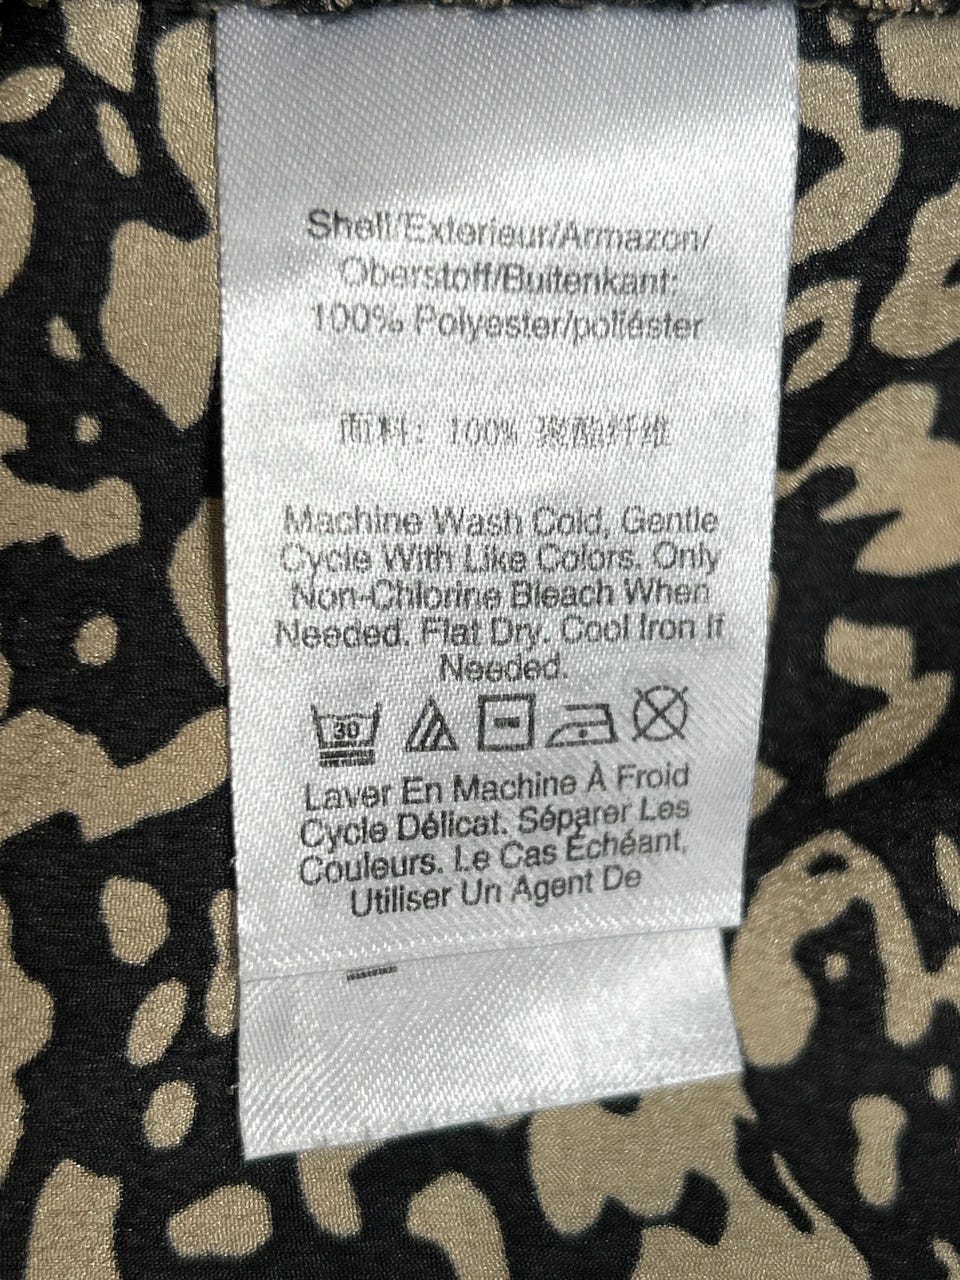 Shell/Exterieur/Armazon/
Oberstoff/Buitenkant:
100% Polyester/poliéster
面料: 100% 聚酯纤维
Machine Wash Cold, Gentle
Cycle With Like Colors. Only
Non-Chlorine Bleach When
Needed. Flat Dry. Cool Iron If
Needed.
30
Laver En Machine À Froid
Cycle Délicat. Séparer Les
Couleurs. Le Cas Échéant,
Utiliser Un Agent De